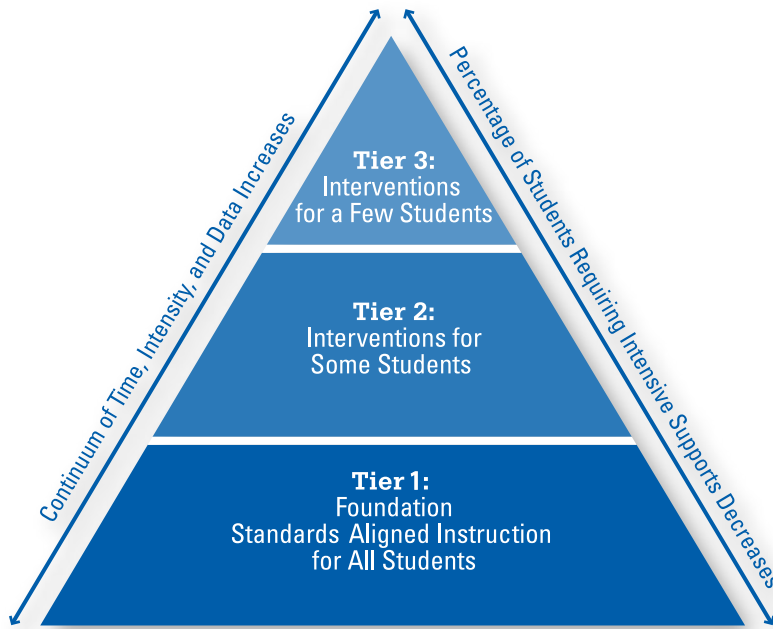 Continuum of Time, Intensity, and Data Increases
Percentage of Students Requiring Intensive Supports Decreases
Tier 3:
Interventions
for a Few Students
Tier 2:
Interventions for
Some Students
Tier 1:
Foundation
Standards Aligned Instruction
for All Students